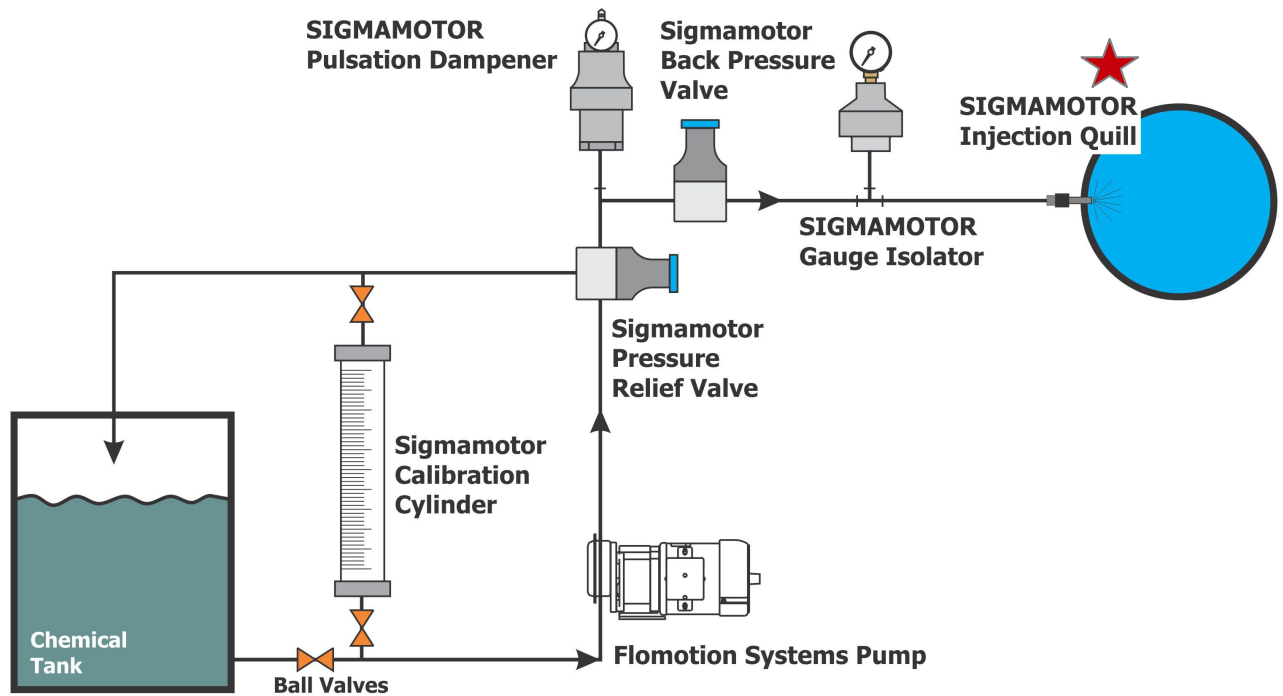 SIGMAMOTOR
Pulsation Dampener
Sigmamotor
Back Pressure
Valve
SIGMAMOTOR
Injection Quill
SIGMAMOTOR
Gauge Isolator
Sigmamotor
Pressure
Relief Valve
Sigmamotor
Calibration
Cylinder
Chemical
Tank
Ball Valves
Flomotion Systems Pump